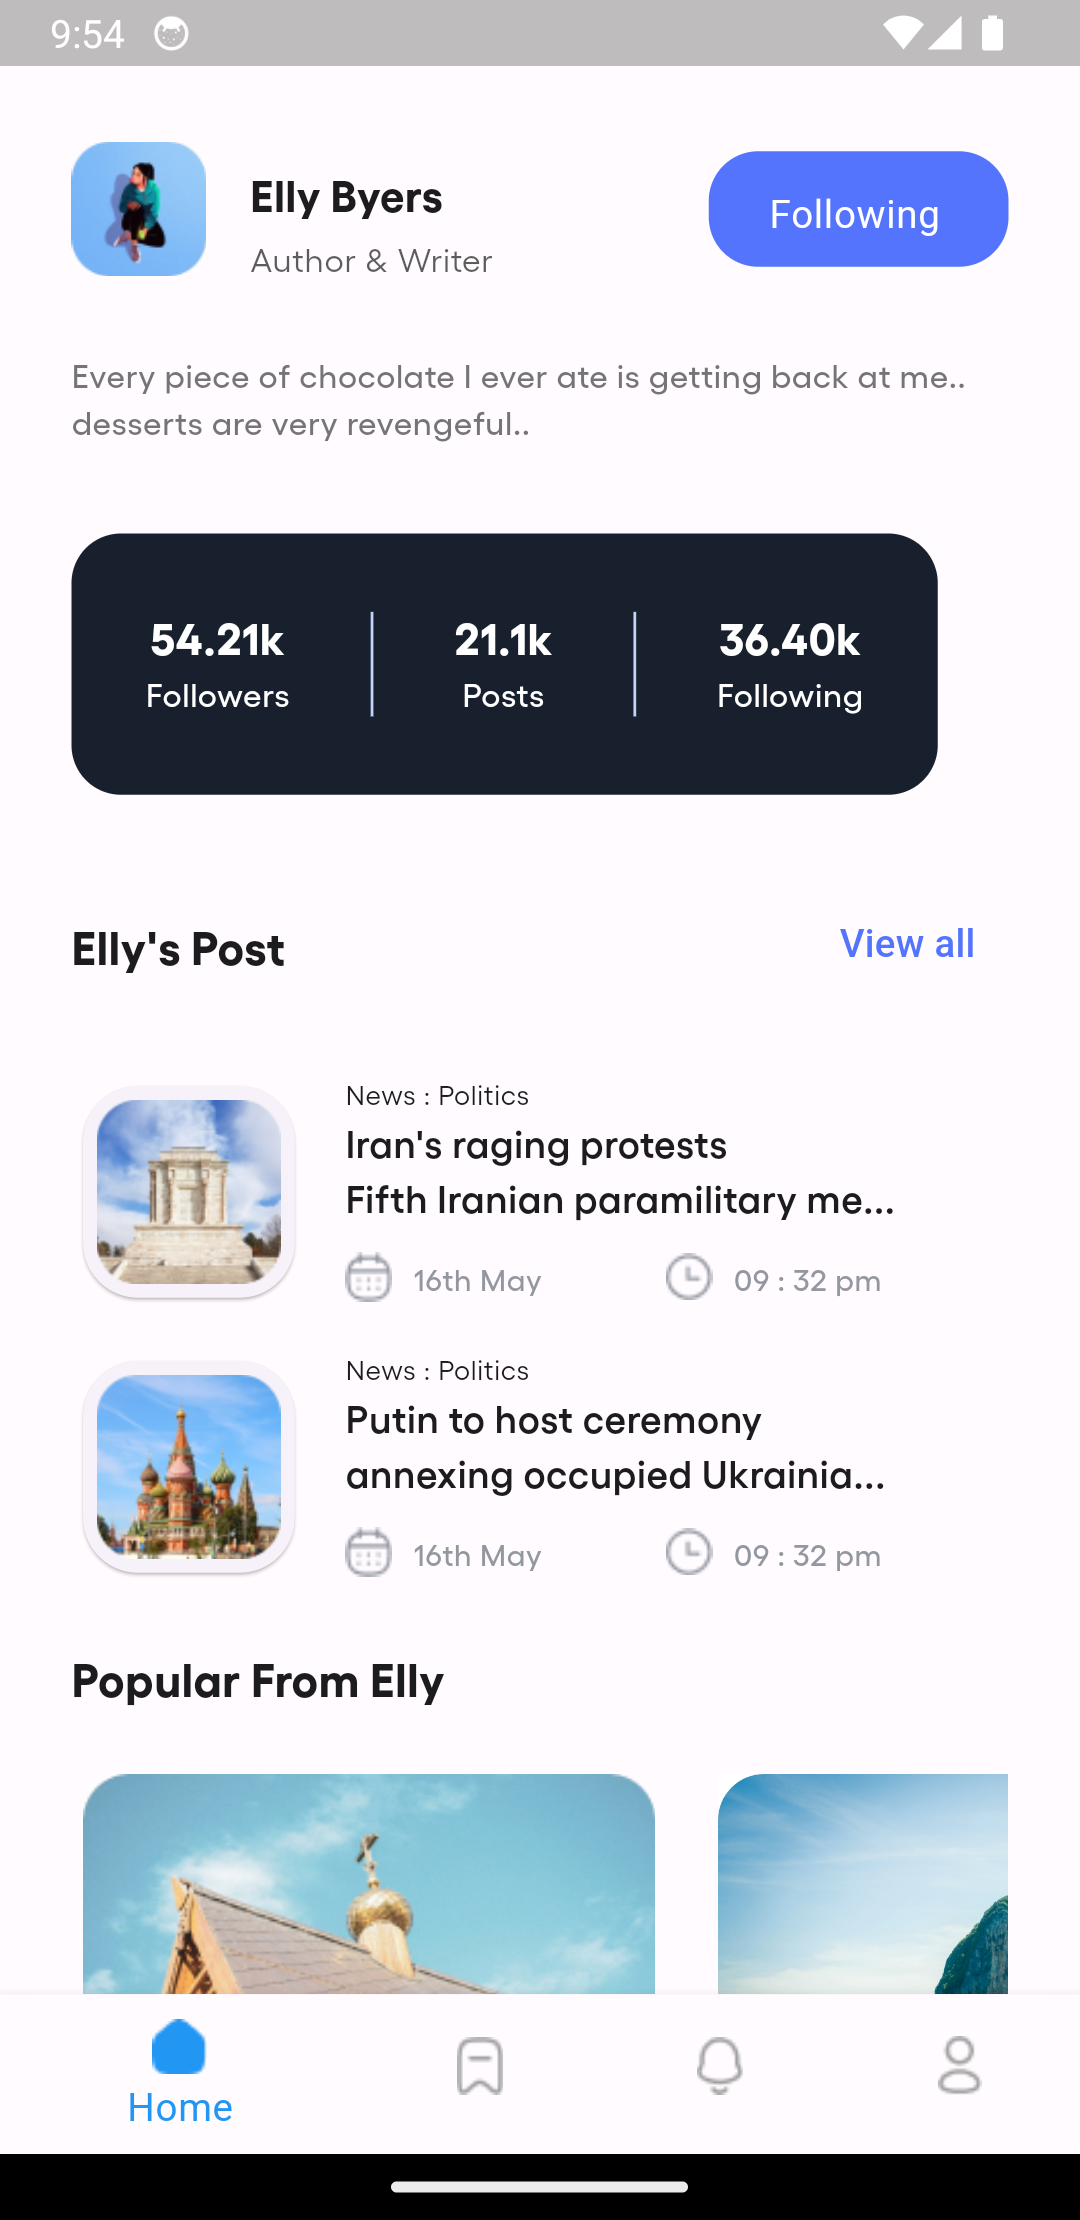 9:54
Elly Byers
Author & Writer
Following
Every piece of chocolate I ever ate is getting back at me..
desserts are very revengeful..
54.21k
Followers
21.1k
Posts
36.40k
Following
Elly's Post
View all
News : Politics
Iran's raging protests
Fifth Iranian paramilitary me...
16th May
09 : 32 pm
News : Politics
Putin to host ceremony
annexing occupied Ukrainia...
16th May
09 : 32 pm
Popular From Elly
Home